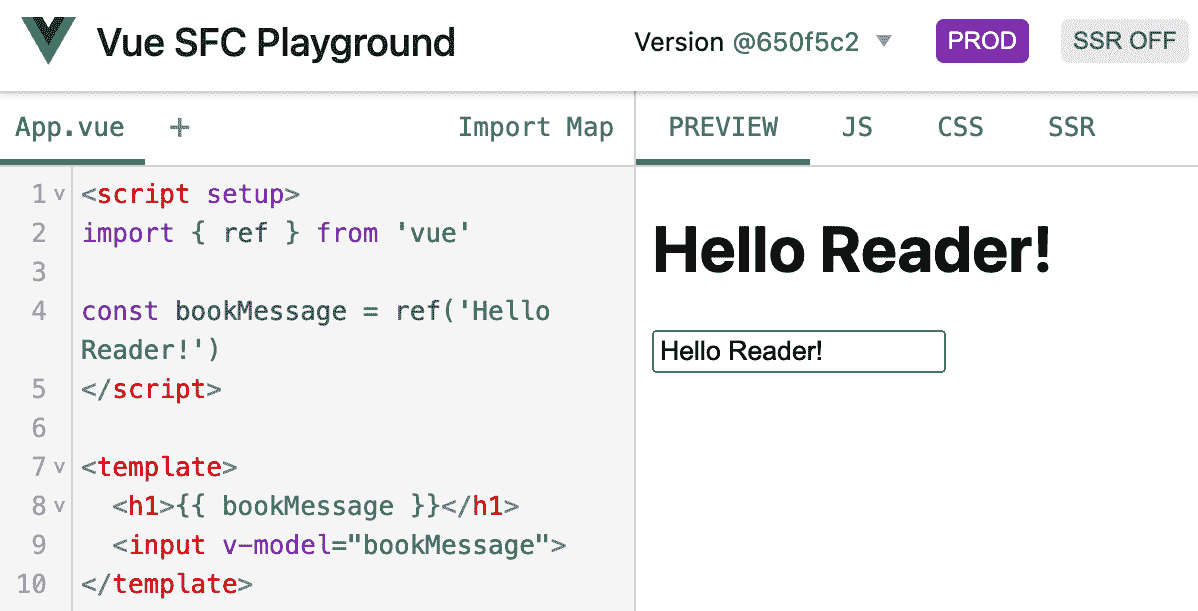 Vue SFC Playground
Version @650f5c2 ▼ PROD SSR OFF
App.vue + Import Map
PREVIEW JS CSS SSR
1 v <script setup>
2 import { ref } from 'vue'
3
4 const bookMessage = ref('Hello
Reader!')
5 </script>
6
7 v <template>
8 v   <h1>{{ bookMessage }}</h1>
9   <input v-model="bookMessage">
10 </template>
Hello Reader!
Hello Reader!